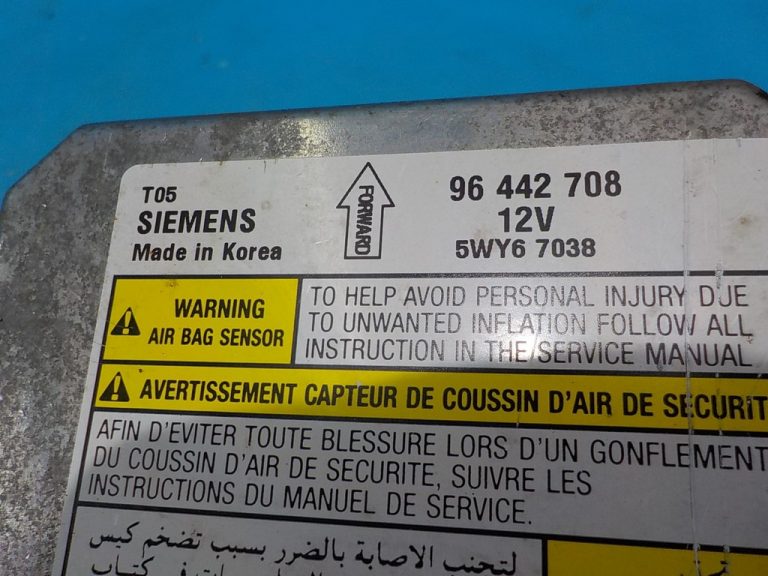 T05
SIEMENS
Made in Korea
FORWARD
96 442 708
12V
5WY6 7038
WARNING
AIR BAG SENSOR
TO HELP AVOID PERSONAL INJURY DUE
TO UNWANTED INFLATION FOLLOW ALL
INSTRUCTION IN THE SERVICE MANUAL
AVERTISSEMENT CAPTEUR DE COUSSIN D'AIR DE SECURIT
AFIN D'EVITER TOUTE BLESSURE LORS D'UN GONFLEMENT
DU COUSSIN D'AIR DE SECURITE, SUIVRE LES
INSTRUCTIONS DU MANUEL DE SERVICE.
لتجنب الاصابة بالضرر بسبب تضخم كيس